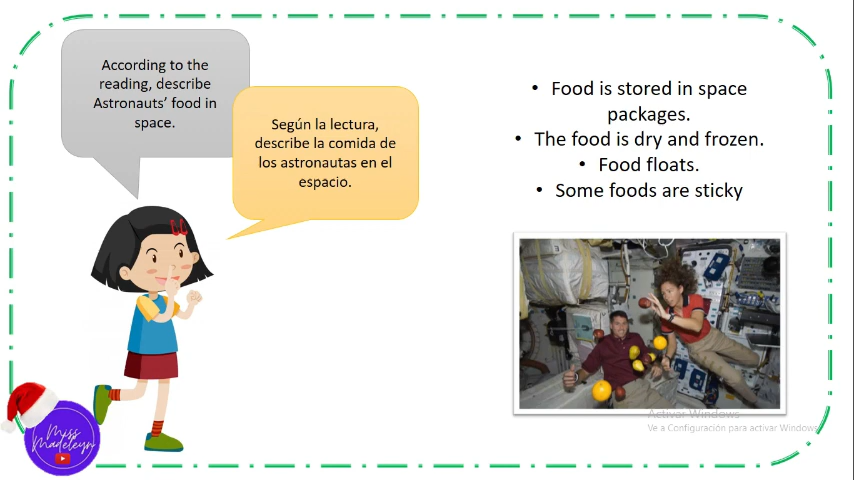 According to the
reading, describe
Astronauts' food in
space.
Según la lectura,
describe la comida de
los astronautas en el
espacio.
• Food is stored in space
packages.
• The food is dry and frozen.
• Food floats.
• Some foods are sticky
Activar Windows
Ve a Configuración para activar Windows.
Miss
Madeleyn